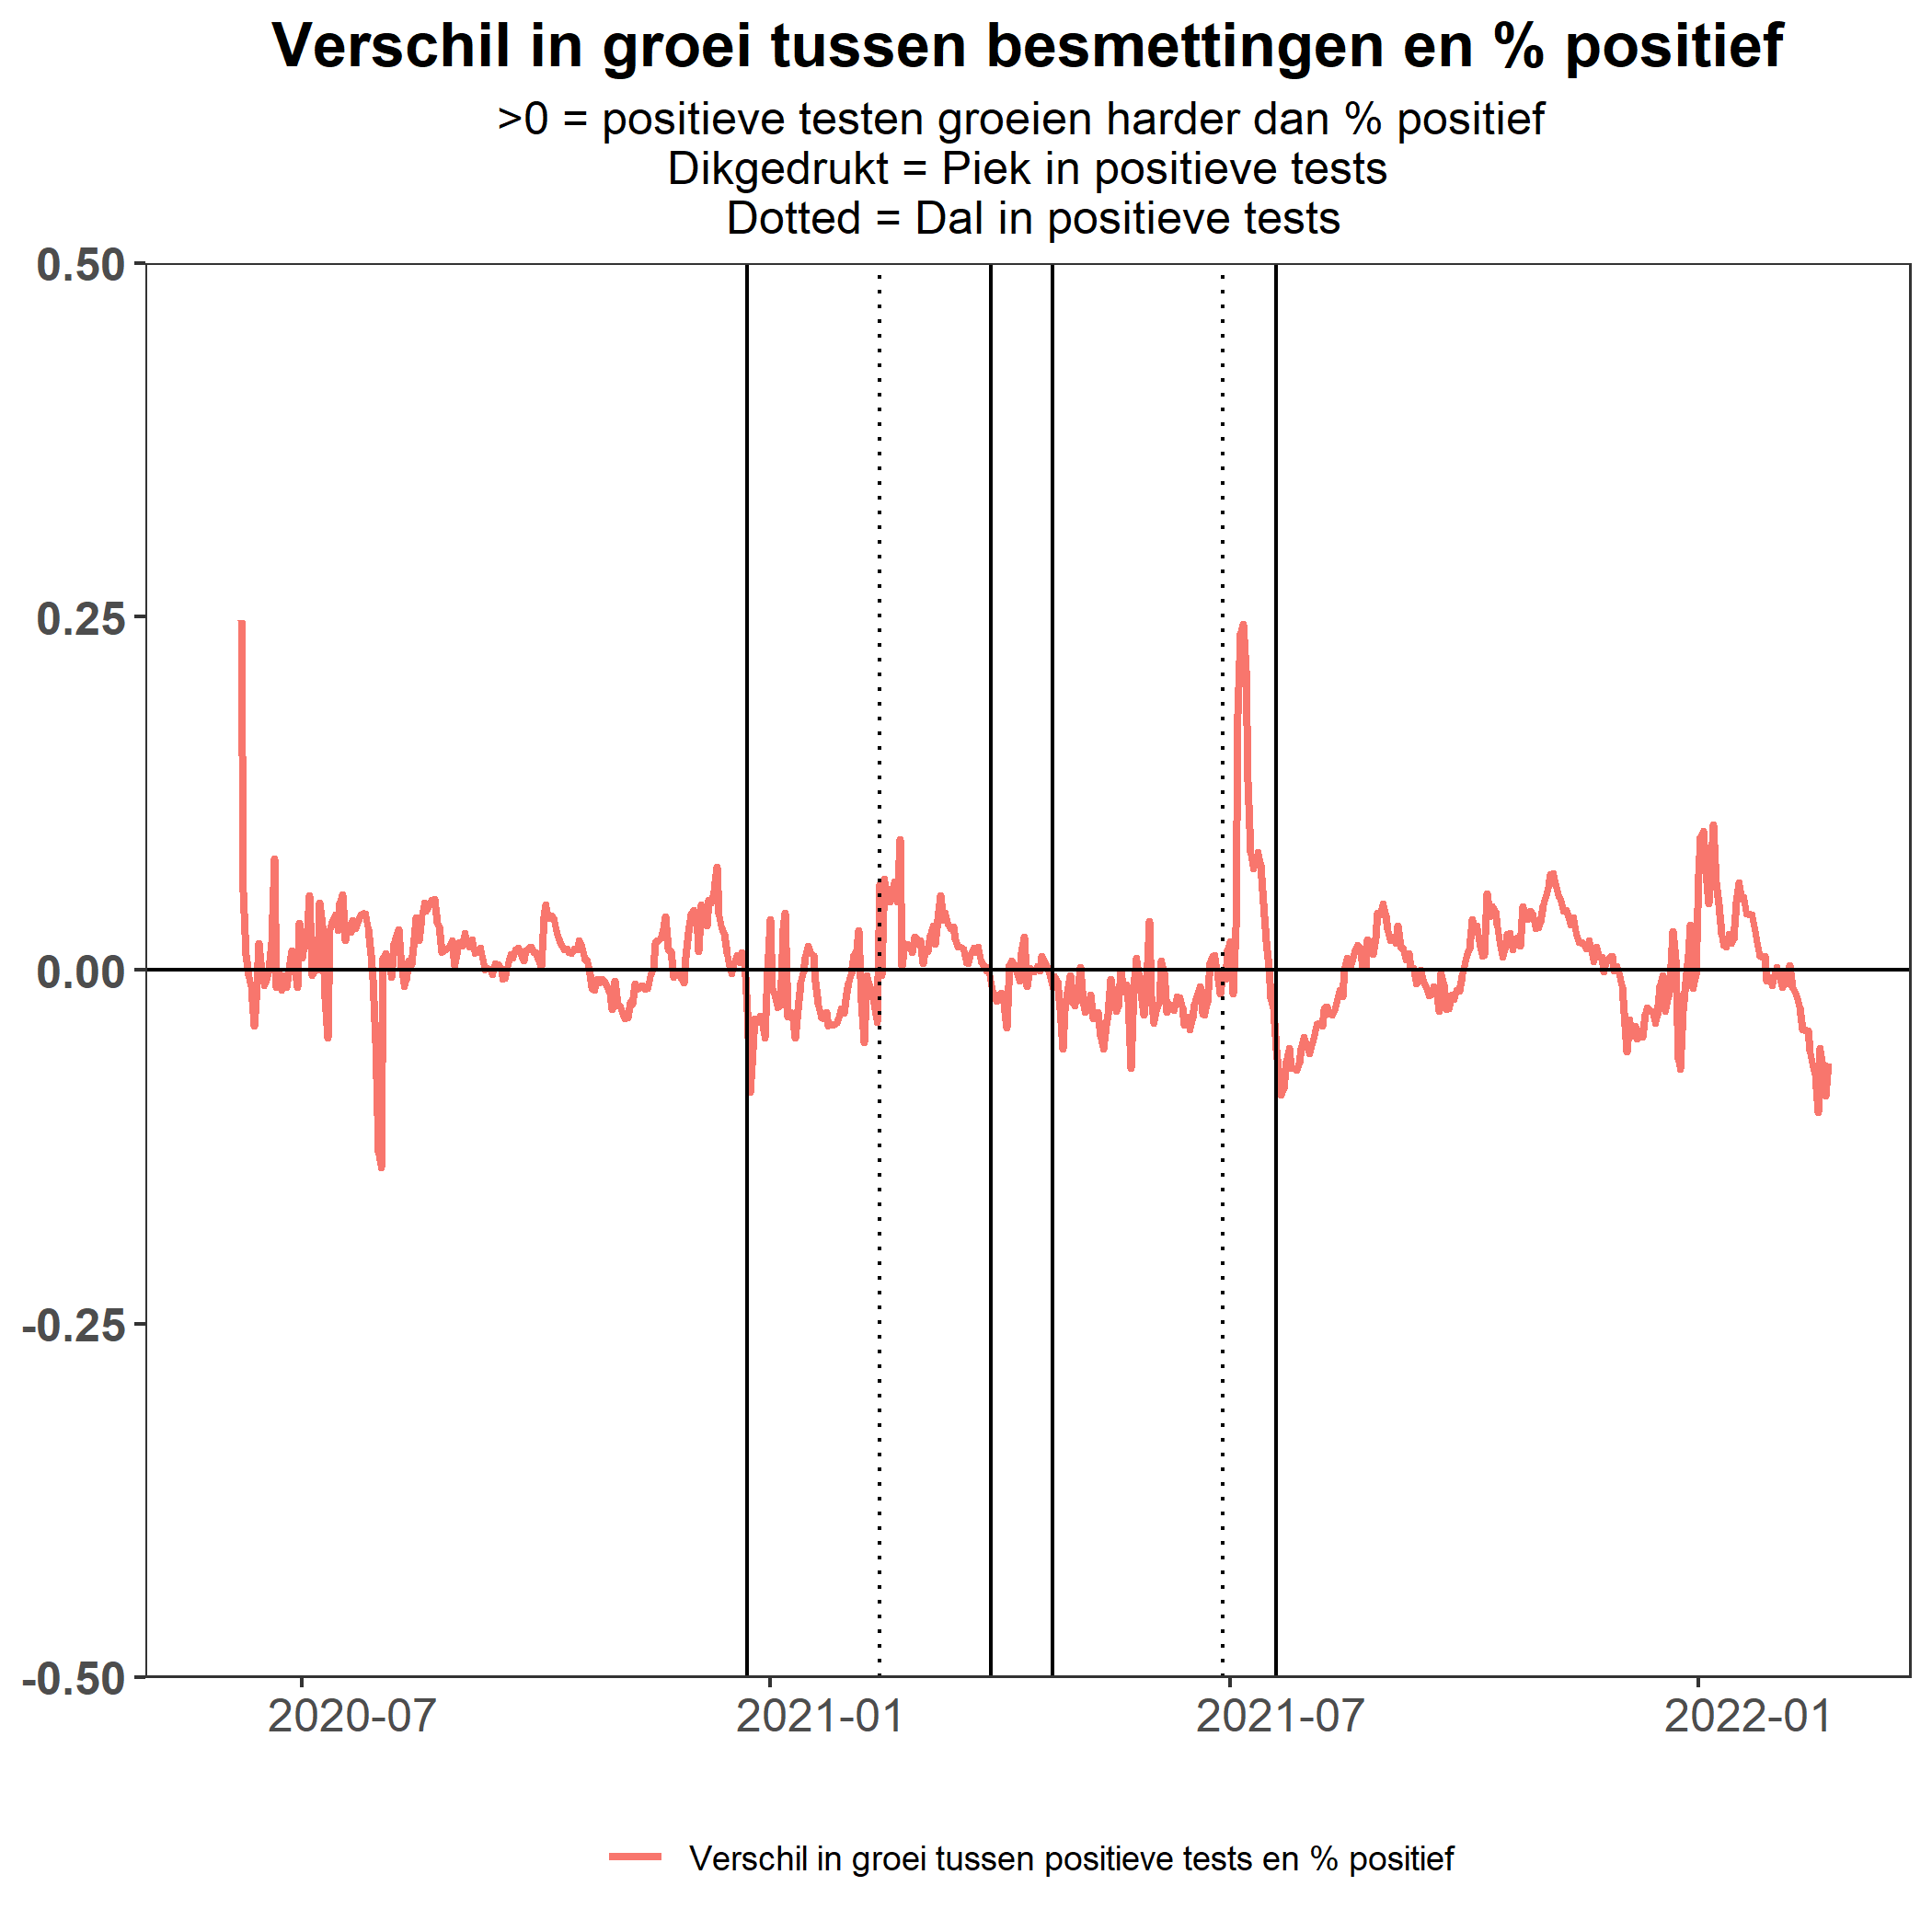 Verschil in groei tussen besmettingen en % positief
>0 = positieve testen groeien harder dan % positief
Dikgedrukt = Piek in positieve tests
Dotted = Dal in positieve tests
0.50
0.25
0.00
-0.25
-0.50
2020-07 2021-01 2021-07 2022-01
Verschil in groei tussen positieve tests en % positief